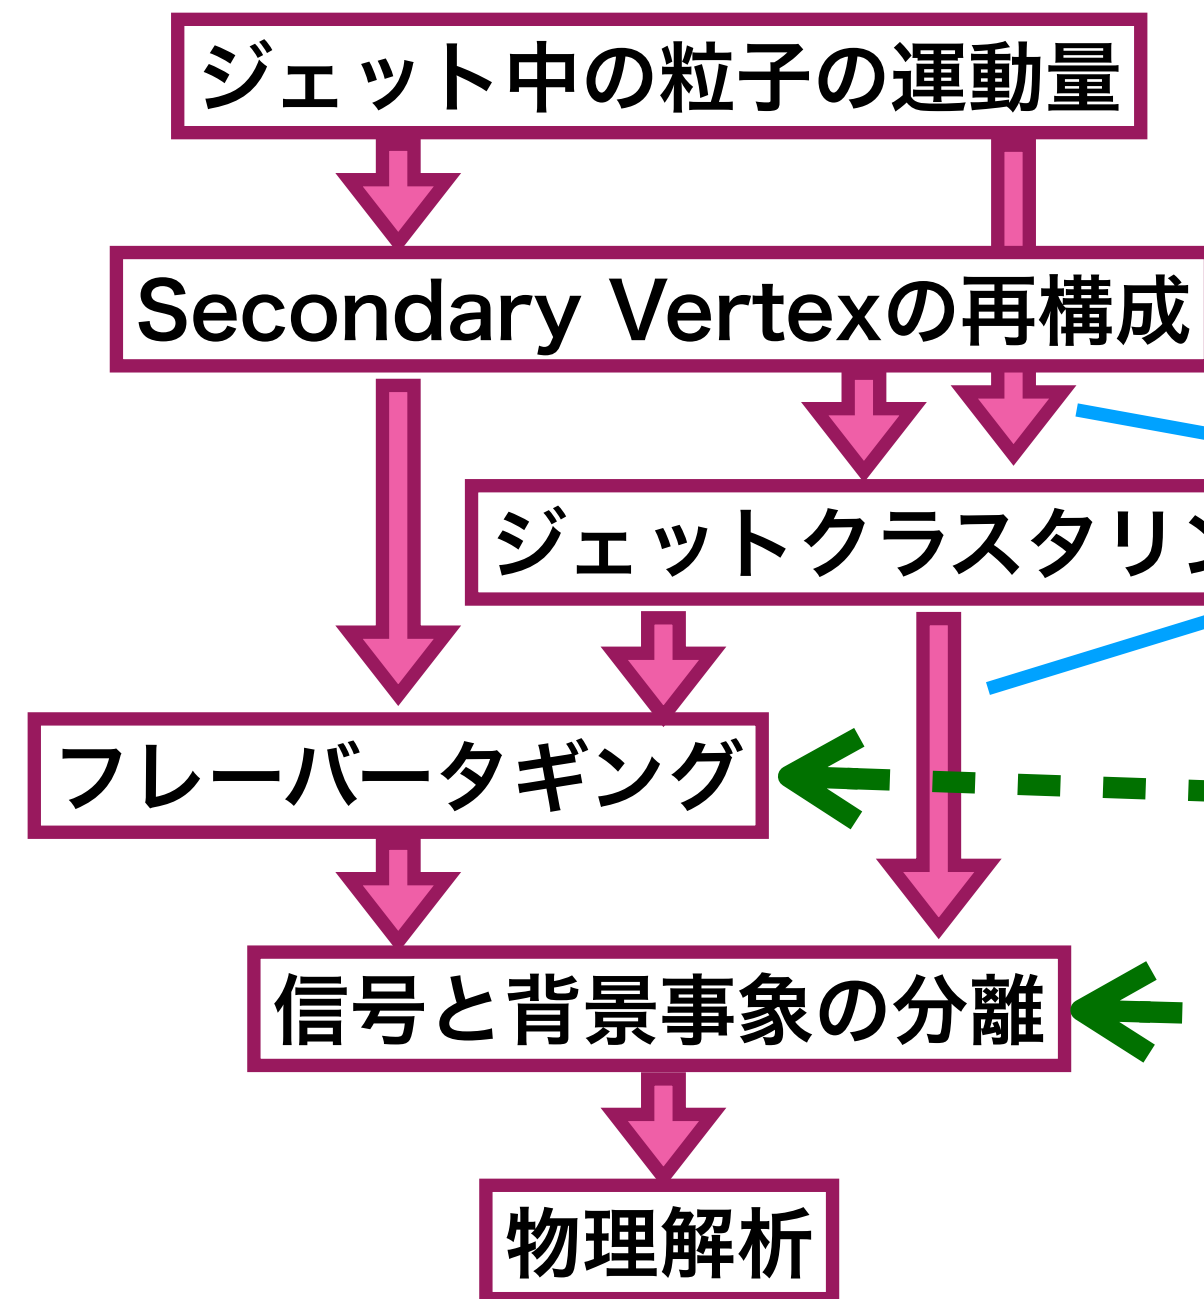 ジェット中の粒子の運動量
Secondary Vertexの再構成
ジェットクラスタリン
フレーバータギング
信号と背景事象の分離
物理解析